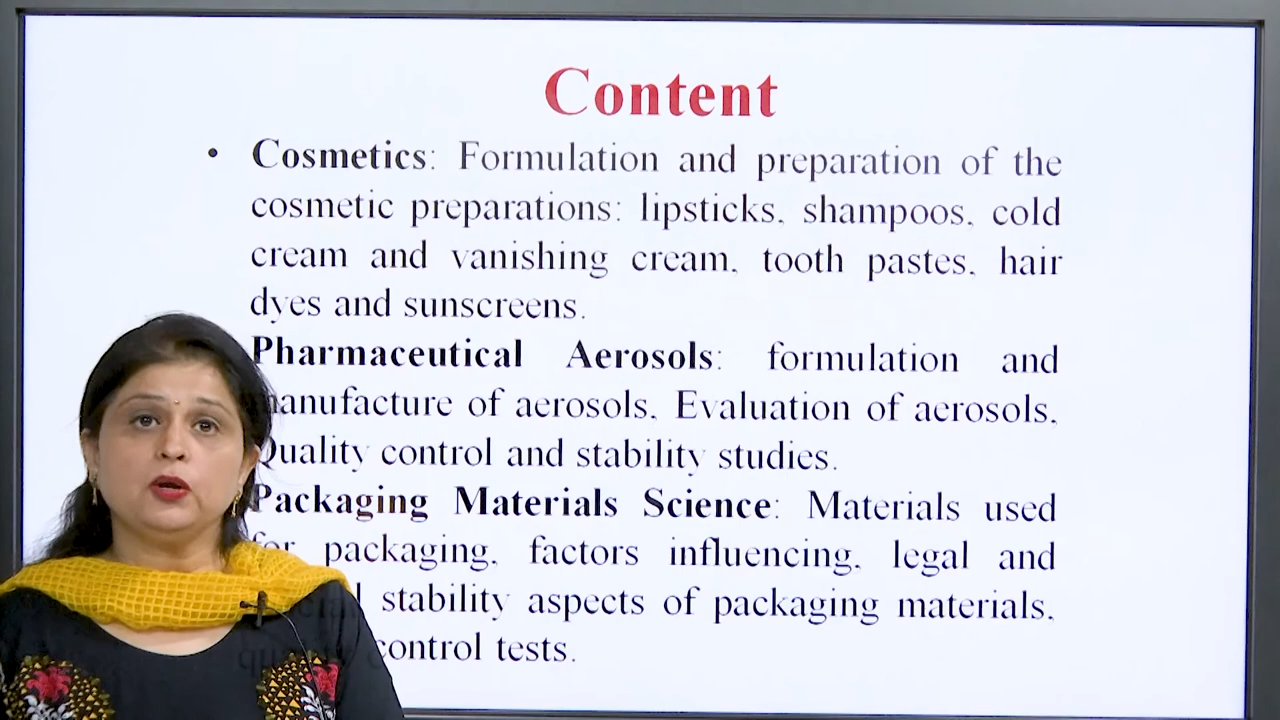 Content
• Cosmetics: Formulation and preparation of the
cosmetic preparations: lipsticks, shampoos, cold
cream and vanishing cream, tooth pastes, hair
dyes and sunscreens.
Pharmaceutical Aerosols: formulation and
manufacture of aerosols, Evaluation of aerosols,
Quality control and stability studies.
Packaging Materials Science: Materials used
for packaging, factors influencing, legal and
stability aspects of packaging materials,
control tests.